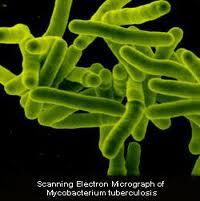 Scanning Electron Micrograph of
Mycobacterium tuberculosis